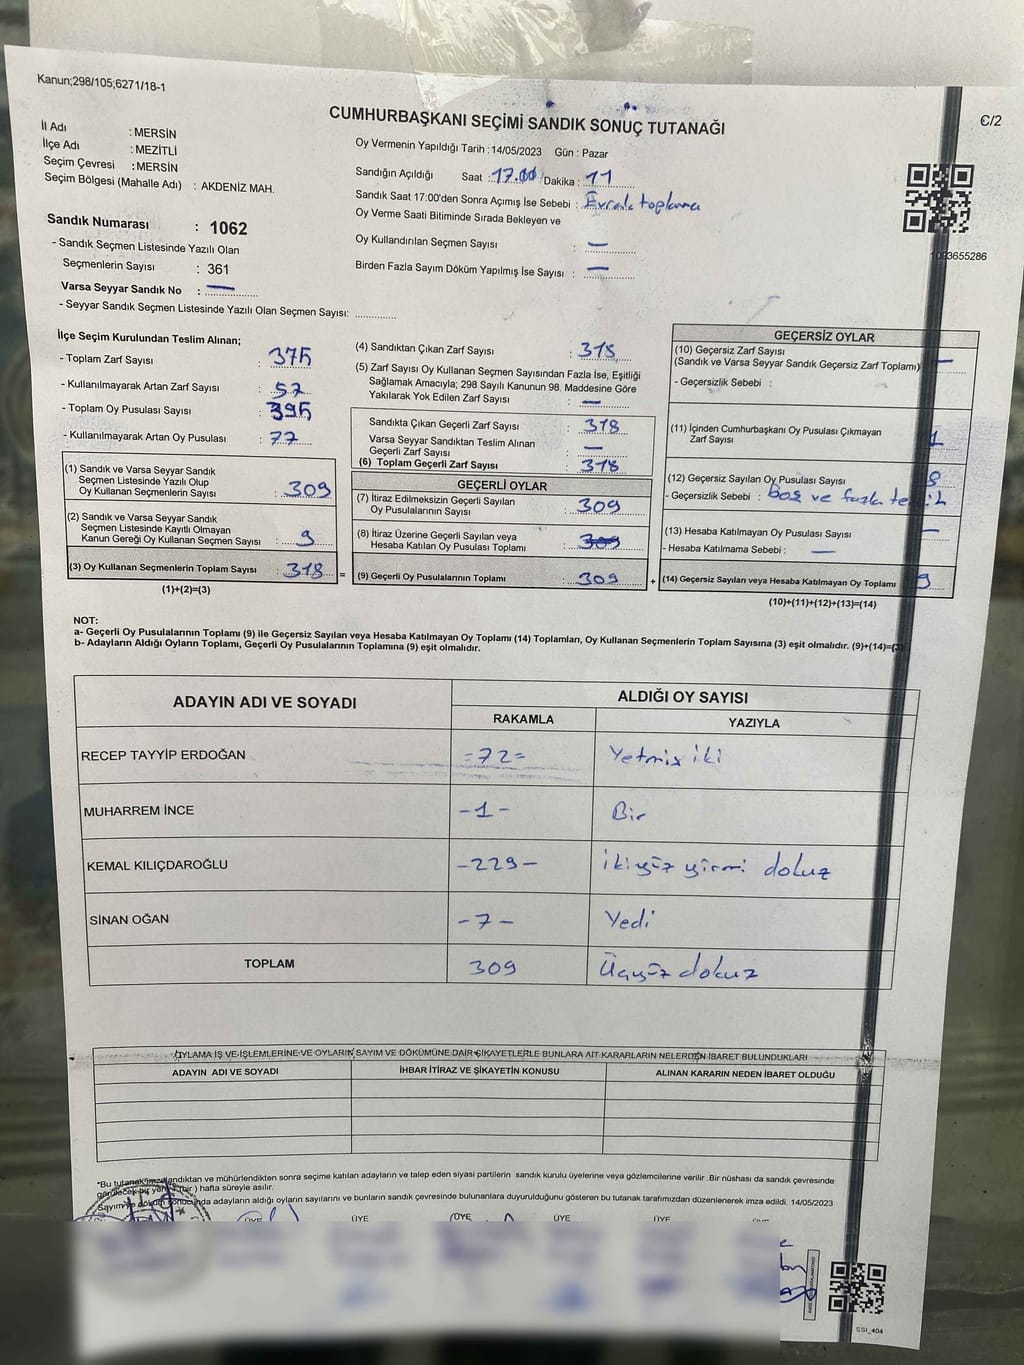 Kanun;298/105;6271/18-1
CUMHURBAŞKANI SEÇİMİ SANDIK SONUÇ TUTANAĞI
€/2
İl Adı : MERSİN
İlçe Adı : MEZİTLİ
Seçim Çevresi : MERSİN
Seçim Bölgesi (Mahalle Adı) : AKDENİZ MAH.
Sandık Numarası : 1062
- Sandık Seçmen Listesinde Yazılı Olan
Seçmenlerin Sayısı : 361
Varsa Seyyar Sandık No : —
- Seyyar Sandık Seçmen Listesinde Yazılı Olan Seçmen Sayısı: ..............
Oy Vermenin Yapıldığı Tarih : 14/05/2023 Gün : Pazar
Sandığın Açıldığı Saat : 17.00 Dakika : 11
Sandık Saat 17:00'den Sonra Açımış İse Sebebi : Evrak toplama
Oy Verme Saati Bitiminde Sırada Bekleyen ve
Oy Kullandırılan Seçmen Sayısı : —
Birden Fazla Sayım Döküm Yapılmış İse Sayısı : —
1093655286
İlçe Seçim Kurulundan Teslim Alınan;
- Toplam Zarf Sayısı : 375
- Kullanılmayarak Artan Zarf Sayısı : 57
- Toplam Oy Pusulası Sayısı : 395
- Kullanılmayarak Artan Oy Pusulası : 77
(1) Sandık ve Varsa Seyyar Sandık
Seçmen Listesinde Yazılı Olup
Oy Kullanan Seçmenlerin Sayısı : 309
(2) Sandık ve Varsa Seyyar Sandık
Seçmen Listesinde Kayıtlı Olmayan
Kanun Gereği Oy Kullanan Seçmen Sayısı : 9
(3) Oy Kullanan Seçmenlerin Toplam Sayısı : 318 =
(1)+(2)=(3)
(4) Sandıktan Çıkan Zarf Sayısı : 318
(5) Zarf Sayısı Oy Kullanan Seçmen Sayısından Fazla İse, Eşitliği
Sağlamak Amacıyla; 298 Sayılı Kanunun 98. Maddesine Göre
Yakılarak Yok Edilen Zarf Sayısı : —
Sandıkta Çıkan Geçerli Zarf Sayısı : 318
Varsa Seyyar Sandıktan Teslim Alınan
Geçerli Zarf Sayısı : —
(6) Toplam Geçerli Zarf Sayısı : 318
GEÇERLİ OYLAR
(7) İtiraz Edilmeksizin Geçerli Sayılan
Oy Pusulalarının Sayısı : 309
(8) İtiraz Üzerine Geçerli Sayılan veya
Hesaba Katılan Oy Pusulası Toplamı : 309
(9) Geçerli Oy Pusulalarının Toplamı : 309 +
GEÇERSİZ OYLAR
(10) Geçersiz Zarf Sayısı
(Sandık ve Varsa Seyyar Sandık Geçersiz Zarf Toplamı) —
- Geçersizlik Sebebi :
(11) İçinden Cumhurbaşkanı Oy Pusulası Çıkmayan
Zarf Sayısı 1
(12) Geçersiz Sayılan Oy Pusulası Sayısı 8
- Geçersizlik Sebebi : boş ve fazla
(13) Hesaba Katılmayan Oy Pusulası Sayısı —
- Hesaba Katılmama Sebebi : —
(14) Geçersiz Sayılan veya Hesaba Katılmayan Oy Toplamı 9
(10)+(11)+(12)+(13)=(14)
NOT:
a- Geçerli Oy Pusulalarının Toplamı (9) ile Geçersiz Sayılan veya Hesaba Katılmayan Oy Toplamı (14) Toplamları, Oy Kullanan Seçmenlerin Toplam Sayısına (3) eşit olmalıdır. (9)+(14)=(3)
b- Adayların Aldığı Oyların Toplamı, Geçerli Oy Pusulalarının Toplamına (9) eşit olmalıdır.
ADAYIN ADI VE SOYADI
ALDIĞI OY SAYISI
RAKAMLA YAZIYLA
RECEP TAYYİP ERDOĞAN =72= Yetmiş iki
MUHARREM İNCE -1- Bir
KEMAL KILIÇDAROĞLU -229- İkiyüz yirmi dokuz
SİNAN OĞAN -7- Yedi
TOPLAM 309 Üçyüz dokuz
OYLAMA İŞ VE İŞLEMLERİNE VE OYLARIN SAYIM VE DÖKÜMÜNE DAİR ŞİKAYETLERLE BUNLARA AİT KARARLARIN NELERDEN İBARET BULUNDUKLARI
ADAYIN ADI VE SOYADI İHBAR İTİRAZ VE ŞİKAYETİN KONUSU ALINAN KARARIN NEDEN İBARET OLDUĞU
*Bu tutanak imzalandıktan ve mühürlendikten sonra seçime katılan adayların ve talep eden siyasi partilerin sandık kurulu üyelerine veya gözlemcilerine verilir. Bir nüshası da sandık çevresinde
görülecek bir yere 1 (bir) hafta süreyle asılır.
Sayım ve döküm sonucunda adayların aldığı oyların sayılarını ve bunların sandık çevresinde bulunanlara duyurulduğunu gösteren bu tutanak tarafımızdan düzenlenerek imza edildi. 14/05/2023
ÜYE ÜYE ÜYE ÜYE ÜYE ÜYE
SSİ_404